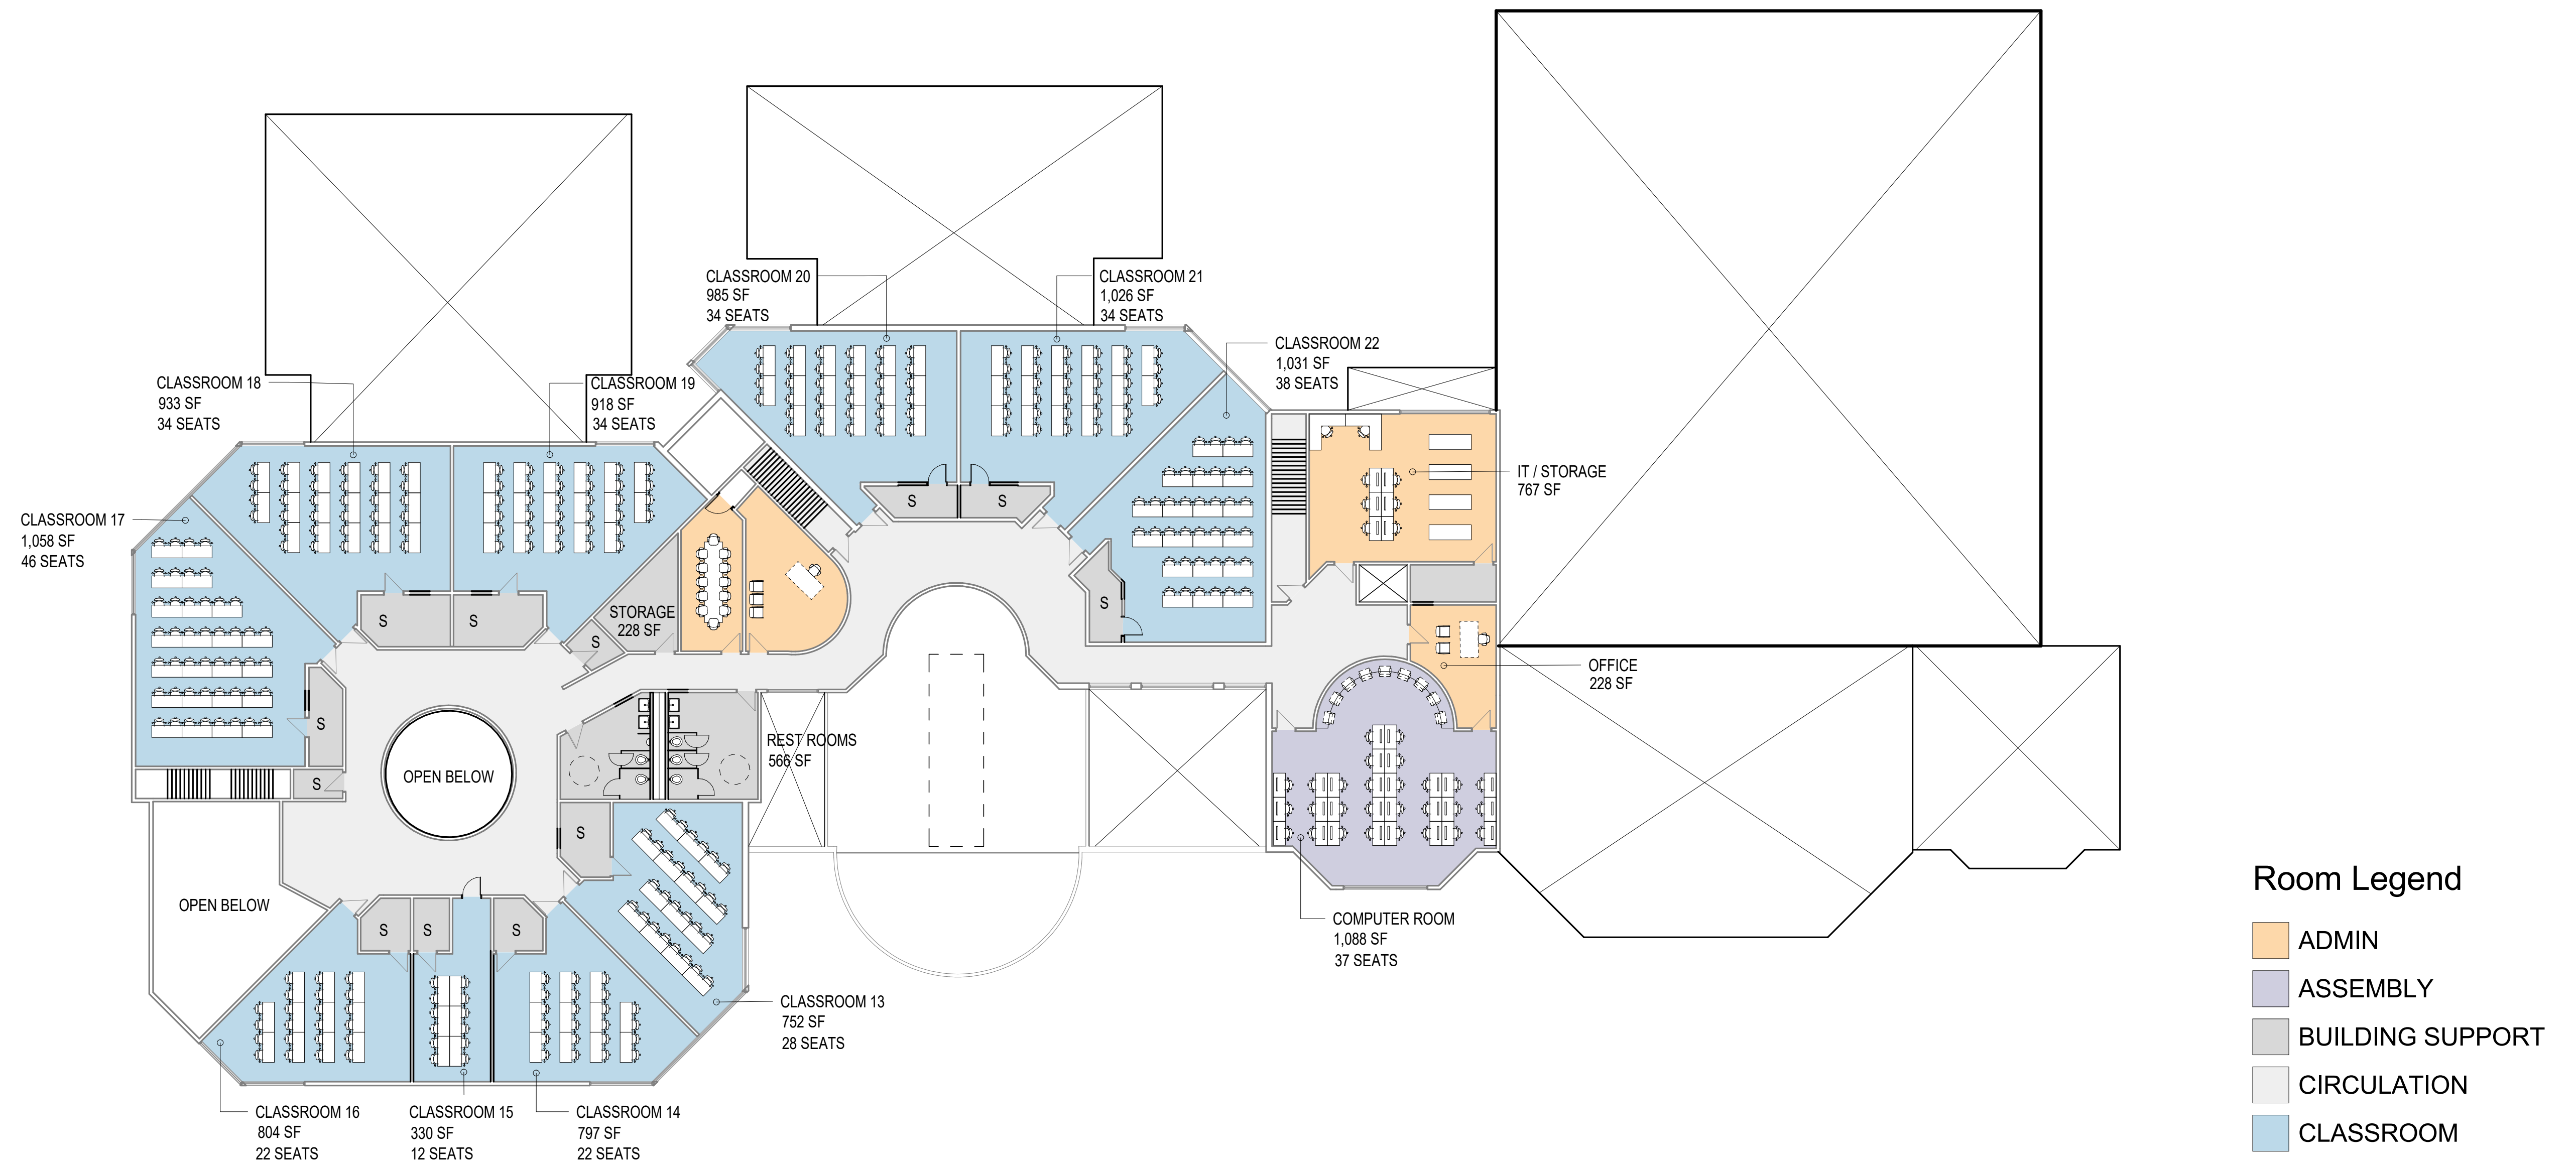 CLASSROOM 20
985 SF
34 SEATS
CLASSROOM 21
1,026 SF
34 SEATS
CLASSROOM 22
1,031 SF
38 SEATS
CLASSROOM 18
933 SF
34 SEATS
CLASSROOM 19
918 SF
34 SEATS
CLASSROOM 17
1,058 SF
46 SEATS
IT / STORAGE
767 SF
S
S
S
S
S
S
STORAGE
228 SF
OFFICE
228 SF
S
REST ROOMS
566 SF
OPEN BELOW
S
S
OPEN BELOW
S
S
S
COMPUTER ROOM
1,088 SF
37 SEATS
CLASSROOM 13
752 SF
28 SEATS
CLASSROOM 16
804 SF
22 SEATS
CLASSROOM 15
330 SF
12 SEATS
CLASSROOM 14
797 SF
22 SEATS
Room Legend
ADMIN
ASSEMBLY
BUILDING SUPPORT
CIRCULATION
CLASSROOM